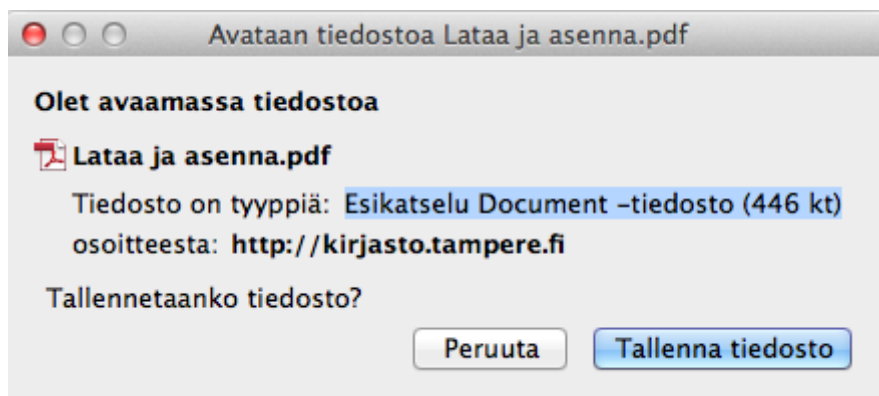 Avataan tiedostoa Lataa ja asenna.pdf
Olet avaamassa tiedostoa
Lataa ja asenna.pdf
Tiedosto on tyyppiä: Esikatselu Document –tiedosto (446 kt)
osoitteesta: http://kirjasto.tampere.fi
Tallennetaanko tiedosto?
Peruuta Tallenna tiedosto